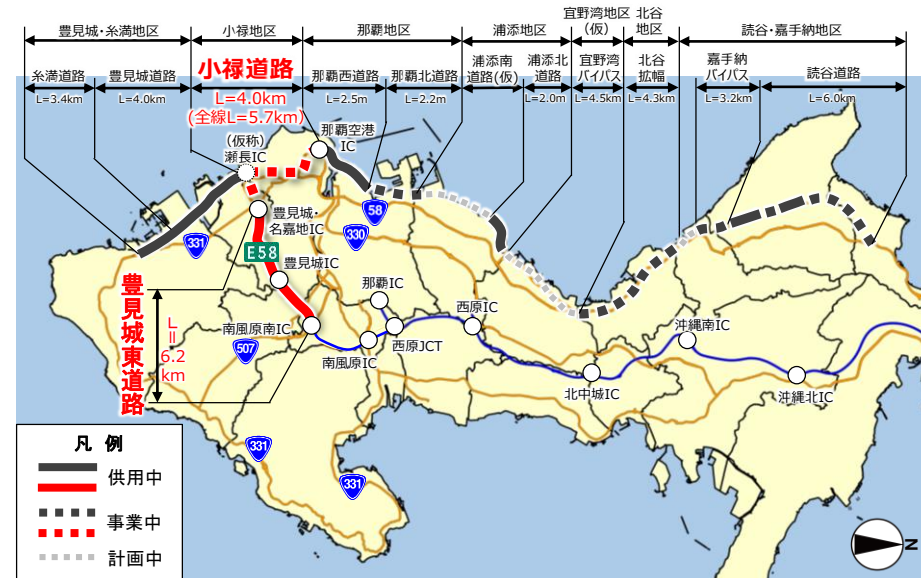 豊見城・糸満地区
小禄地区
那覇地区
浦添地区
宜野湾地区
(仮)
北谷
地区
読谷・嘉手納地区
糸満道路
豊見城道路
小禄道路
那覇西道路
那覇北道路
浦添南
道路(仮)
浦添北
道路
宜野湾
バイパス
北谷
拡幅
嘉手納
バイパス
読谷道路
L=3.4km
L=4.0km
L=4.0km
(全線L=5.7km)
L=2.5m
L=2.2m
L=2.0m
L=4.5km
L=4.3km
L=3.2km
L=6.0km
(仮称)
瀬長IC
那覇空港
IC
豊見城・
名嘉地IC
58
330
331
E58
豊見城IC
那覇IC
西原IC
南風原南IC
507
南風原IC
西原JCT
沖縄南IC
北中城IC
沖縄北IC
豊見城東道路
L=6.2km
331
331
凡 例
供用中
事業中
計画中
N